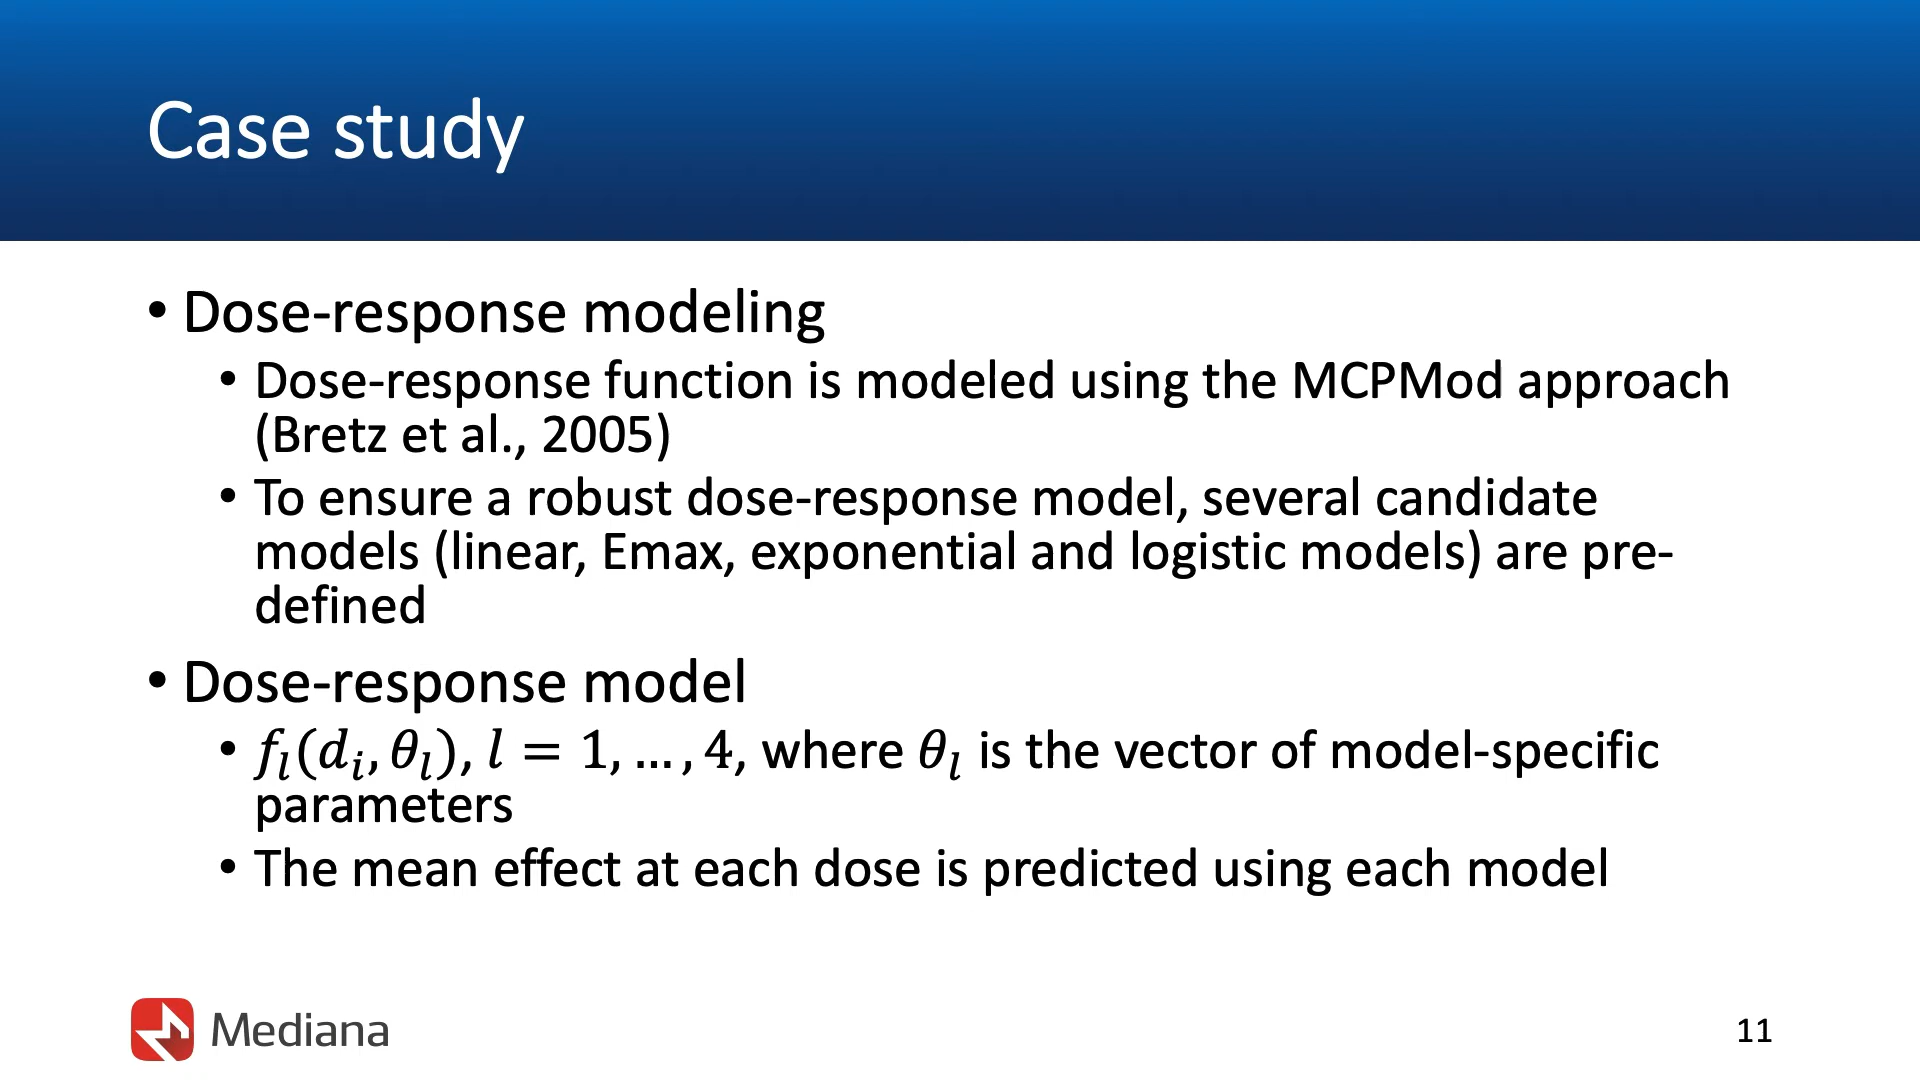 Case study
• Dose-response modeling
• Dose-response function is modeled using the MCPMod approach
(Bretz et al., 2005)
• To ensure a robust dose-response model, several candidate
models (linear, Emax, exponential and logistic models) are pre-
defined
• Dose-response model
• 𝑓ₗ(𝑑ᵢ, 𝜃ₗ), 𝑙 = 1, … , 4, where 𝜃ₗ is the vector of model-specific
parameters
• The mean effect at each dose is predicted using each model
Mediana
11